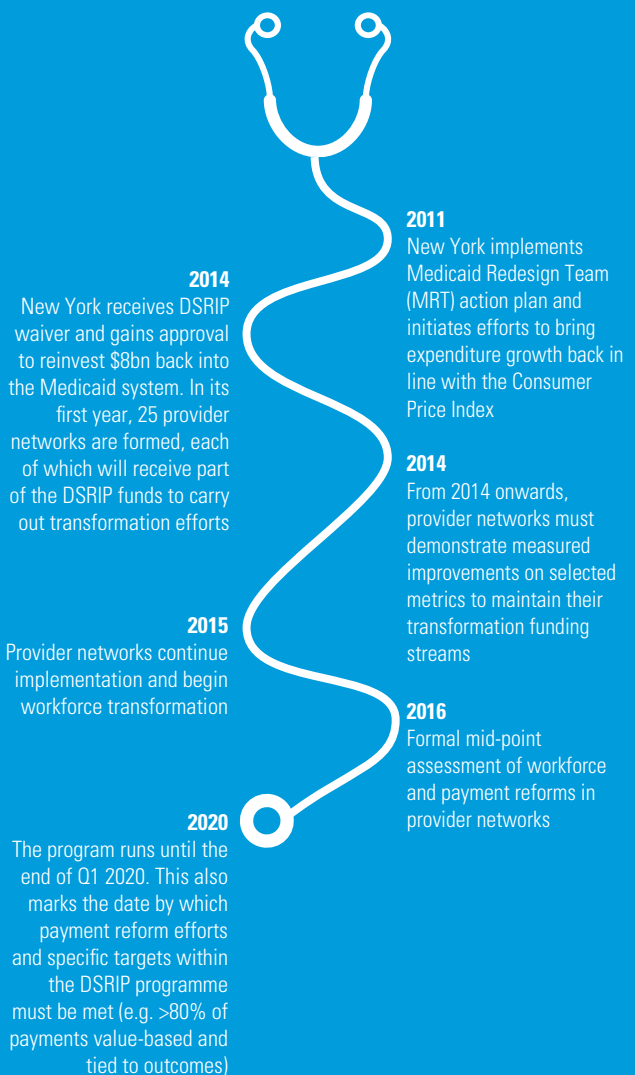 2011
New York implements
Medicaid Redesign Team
(MRT) action plan and
initiates efforts to bring
expenditure growth back in
line with the Consumer
Price Index
2014
New York receives DSRIP
waiver and gains approval
to reinvest $8bn back into
the Medicaid system. In its
first year, 25 provider
networks are formed, each
of which will receive part
of the DSRIP funds to carry
out transformation efforts
2014
From 2014 onwards,
provider networks must
demonstrate measured
improvements on selected
metrics to maintain their
transformation funding
streams
2015
Provider networks continue
implementation and begin
workforce transformation
2016
Formal mid-point
assessment of workforce
and payment reforms in
provider networks
2020
The program runs until the
end of Q1 2020. This also
marks the date by which
payment reform efforts
and specific targets within
the DSRIP programme
must be met (e.g. >80% of
payments value-based and
tied to outcomes)